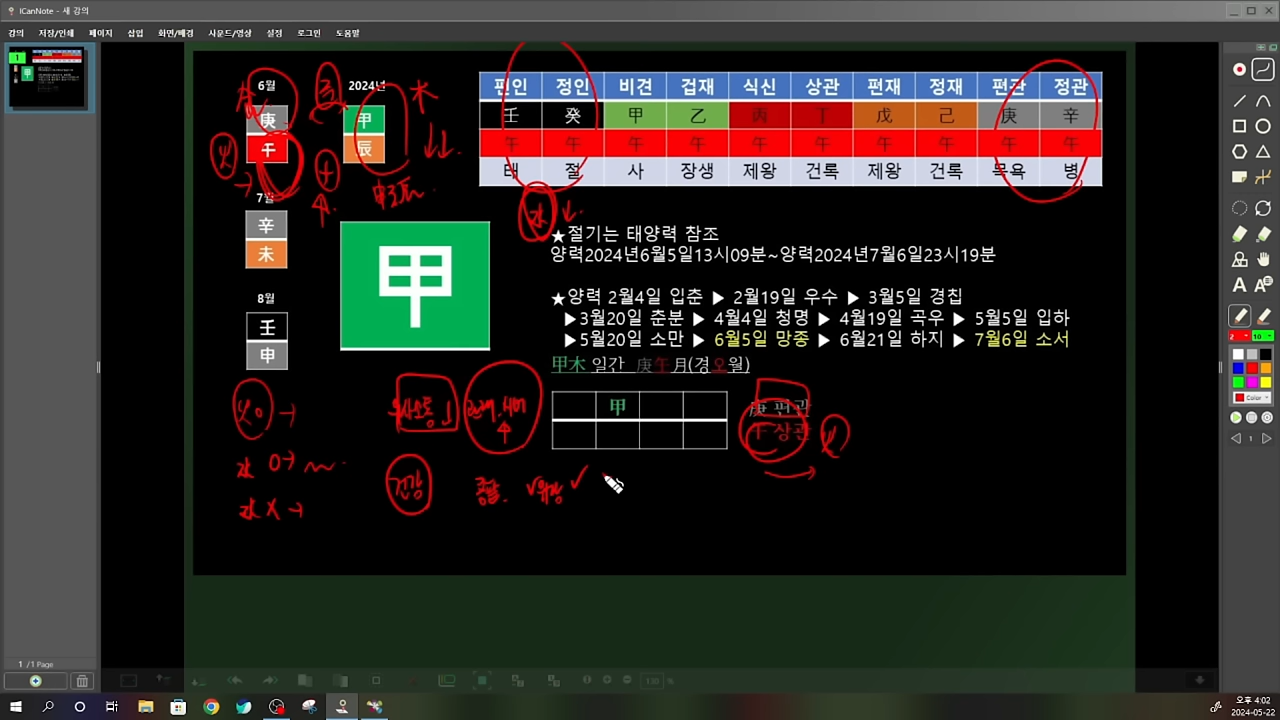 iCanNote - 새 강의
강의 저장/인쇄 페이지 삽입 화면/배경 사운드/영상 설정 로그인 도움말
1
6월 2024년
庚 甲
午 辰
7월
辛
未
8월
壬
申
甲
편인 정인 비견 겁재 식신 상관 편재 정재 편관 정관
壬 癸 甲 乙 丙 丁 戊 己 庚 辛
午 午 午 午 午 午 午 午 午 午
태 절 사 장생 제왕 건록 제왕 건록 목욕 병
★절기는 태양력 참조
양력2024년6월5일13시09분~양력2024년7월6일23시19분
★양력 2월4일 입춘 ▶ 2월19일 우수 ▶ 3월5일 경칩
▶3월20일 춘분 ▶ 4월4일 청명 ▶ 4월19일 곡우 ▶ 5월5일 입하
▶5월20일 소만 ▶ 6월5일 망종 ▶ 6월21일 하지 ▶ 7월6일 소서
甲木 일간 庚午月(경오월)
甲
庚 편관
午 상관
木
火
水
건강
1 /1 Page
130 %
2 10
Color
1
오후 4:02
2024-05-22